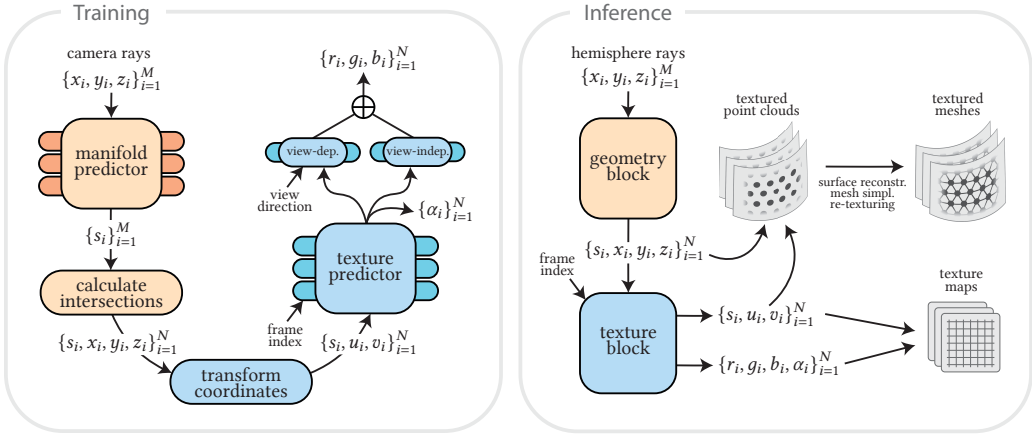 Training
camera rays
{x_i, y_i, z_i}_{i=1}^M
manifold
predictor
{s_i}_{i=1}^M
calculate
intersections
{s_i, x_i, y_i, z_i}_{i=1}^N
transform
coordinates
{s_i, u_i, v_i}_{i=1}^N
frame
index
texture
predictor
{α_i}_{i=1}^N
view
direction
view-dep.
view-indep.
{r_i, g_i, b_i}_{i=1}^N
Inference
hemisphere rays
{x_i, y_i, z_i}_{i=1}^M
geometry
block
{s_i, x_i, y_i, z_i}_{i=1}^N
frame
index
texture
block
{s_i, u_i, v_i}_{i=1}^N
{r_i, g_i, b_i, α_i}_{i=1}^N
textured
point clouds
surface reconstr.
mesh simpl.
re-texturing
textured
meshes
texture
maps